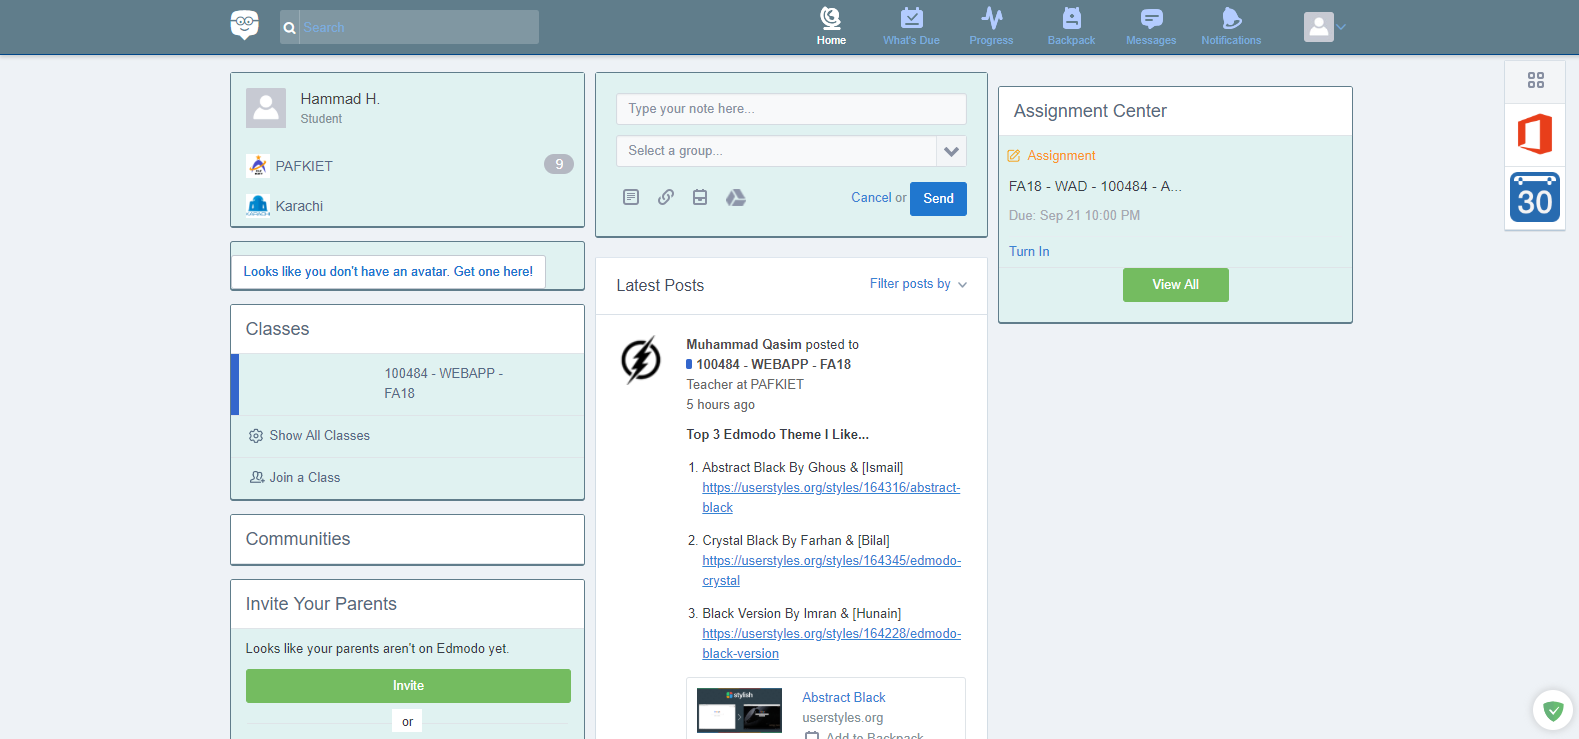 Search
Home
What's Due
Progress
Backpack
Messages
Notifications
Hammad H.
Student
PAFKIET
9
Karachi
KARACHI
Looks like you don't have an avatar. Get one here!
Classes
100484 - WEBAPP -
FA18
Show All Classes
Join a Class
Communities
Invite Your Parents
Looks like your parents aren't on Edmodo yet.
Invite
or
Type your note here...
Select a group...
Cancel or
Send
Latest Posts
Filter posts by
Muhammad Qasim posted to
100484 - WEBAPP - FA18
Teacher at PAFKIET
5 hours ago
Top 3 Edmodo Theme I Like...
1. Abstract Black By Ghous & [Ismail]
https://userstyles.org/styles/164316/abstract-
black
2. Crystal Black By Farhan & [Bilal]
https://userstyles.org/styles/164345/edmodo-
crystal
3. Black Version By Imran & [Hunain]
https://userstyles.org/styles/164228/edmodo-
black-version
stylish
Abstract Black
userstyles.org
Add to Backpack
Assignment Center
Assignment
FA18 - WAD - 100484 - A...
Due: Sep 21 10:00 PM
Turn In
View All
30